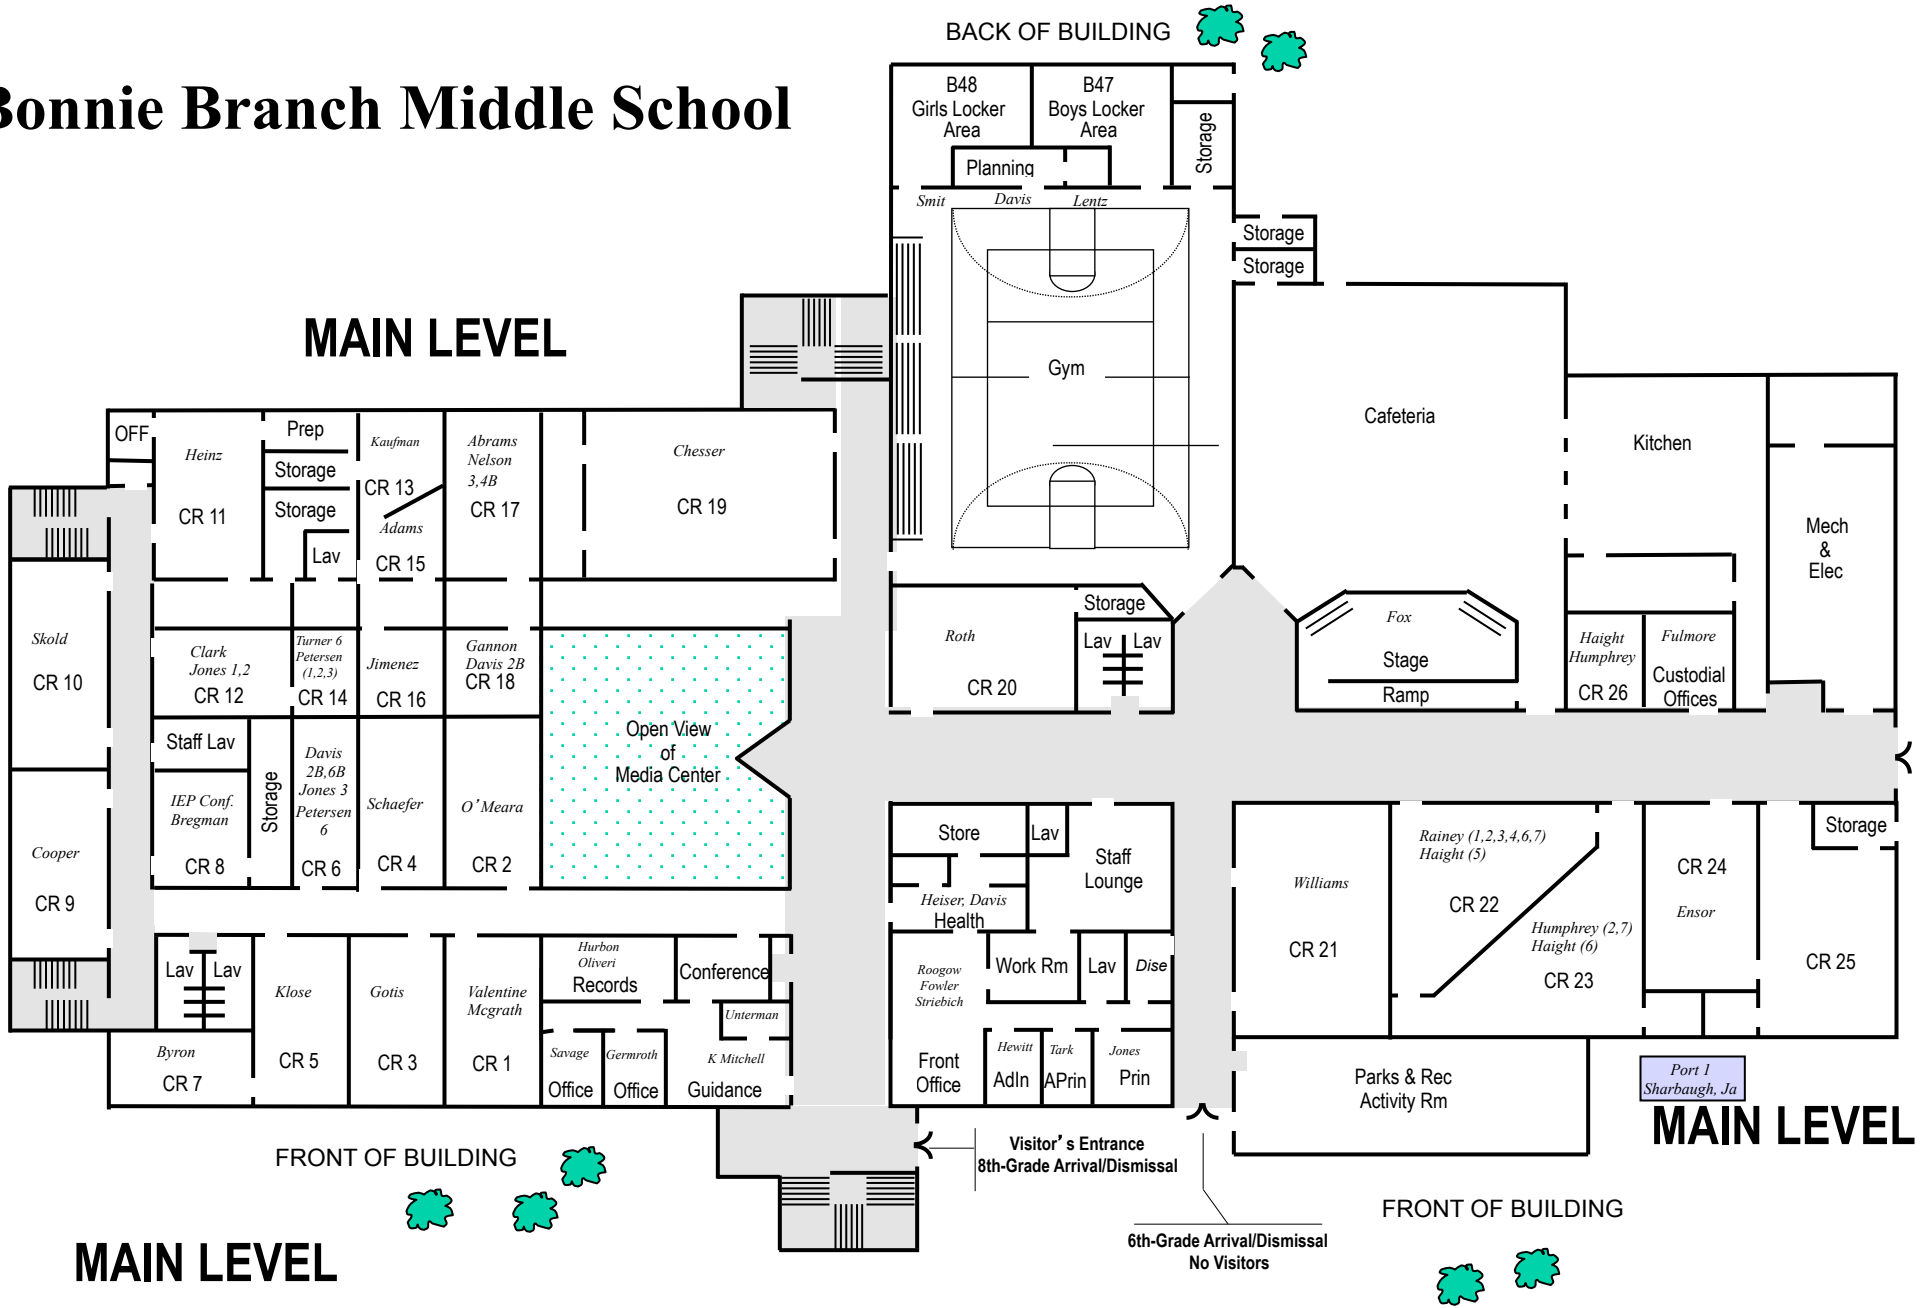 BACK OF BUILDING
Bonnie Branch Middle School
B48
Girls Locker
Area
B47
Boys Locker
Area
Storage
Planning
Smit
Davis
Lentz
Storage
Storage
MAIN LEVEL
Gym
Cafeteria
Kitchen
Mech
&
Elec
OFF
Heinz
CR 11
Prep
Storage
Storage
Lav
Kaufman
CR 13
Adams
CR 15
Abrams
Nelson
3,4B
CR 17
Chesser
CR 19
Skold
CR 10
Clark
Jones 1,2
CR 12
Turner 6
Petersen
(1,2,3)
CR 14
Jimenez
CR 16
Gannon
Davis 2B
CR 18
Open View
of
Media Center
Roth
CR 20
Storage
Lav
Lav
Fox
Stage
Ramp
Haight
Humphrey
CR 26
Fulmore
Custodial
Offices
Staff Lav
IEP Conf.
Bregman
CR 8
Storage
Davis
2B,6B
Jones 3
Petersen
6
CR 6
Schaefer
CR 4
O’Meara
CR 2
Cooper
CR 9
Store
Lav
Staff
Lounge
Heiser, Davis
Health
Williams
CR 21
Rainey (1,2,3,4,6,7)
Haight (5)
CR 22
Humphrey (2,7)
Haight (6)
CR 23
CR 24
Ensor
Storage
CR 25
Lav
Lav
Byron
CR 7
Klose
CR 5
Gotis
CR 3
Valentine
Mcgrath
CR 1
Hurbon
Oliveri
Records
Conference
Unterman
Savage
Office
Germroth
Office
K Mitchell
Guidance
Roogow
Fowler
Striebich
Front
Office
Work Rm
Lav
Dise
Hewitt
AdIn
Tark
APrin
Jones
Prin
Parks & Rec
Activity Rm
Port 1
Sharbaugh, Ja
MAIN LEVEL
FRONT OF BUILDING
Visitor’s Entrance
8th-Grade Arrival/Dismissal
6th-Grade Arrival/Dismissal
No Visitors
FRONT OF BUILDING
MAIN LEVEL